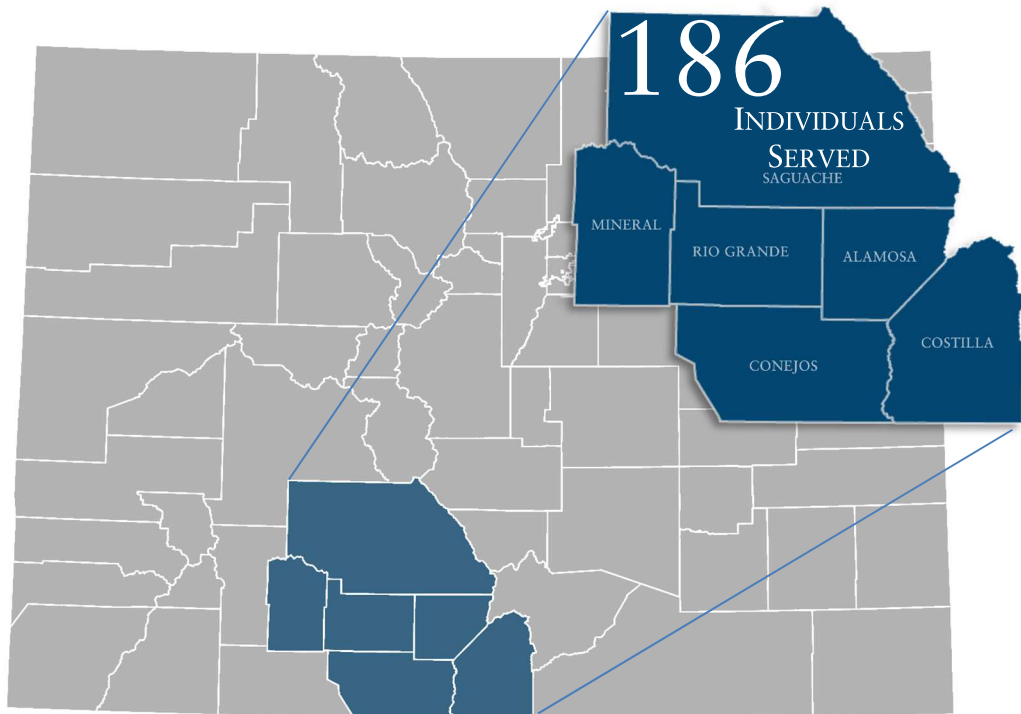 186
INDIVIDUALS
SERVED
SAGUACHE
MINERAL
RIO GRANDE
ALAMOSA
COSTILLA
CONEJOS